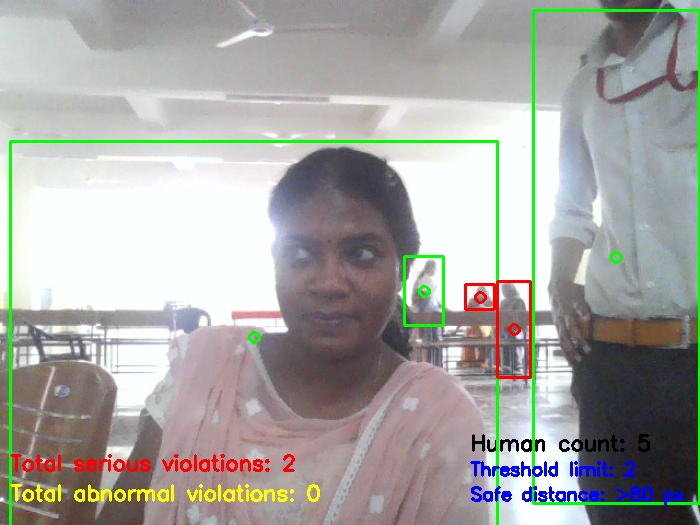 Human count: 5
Total serious violations: 2
Threshold limit: 2
Total abnormal violations: 0
Safe distance: >80 px